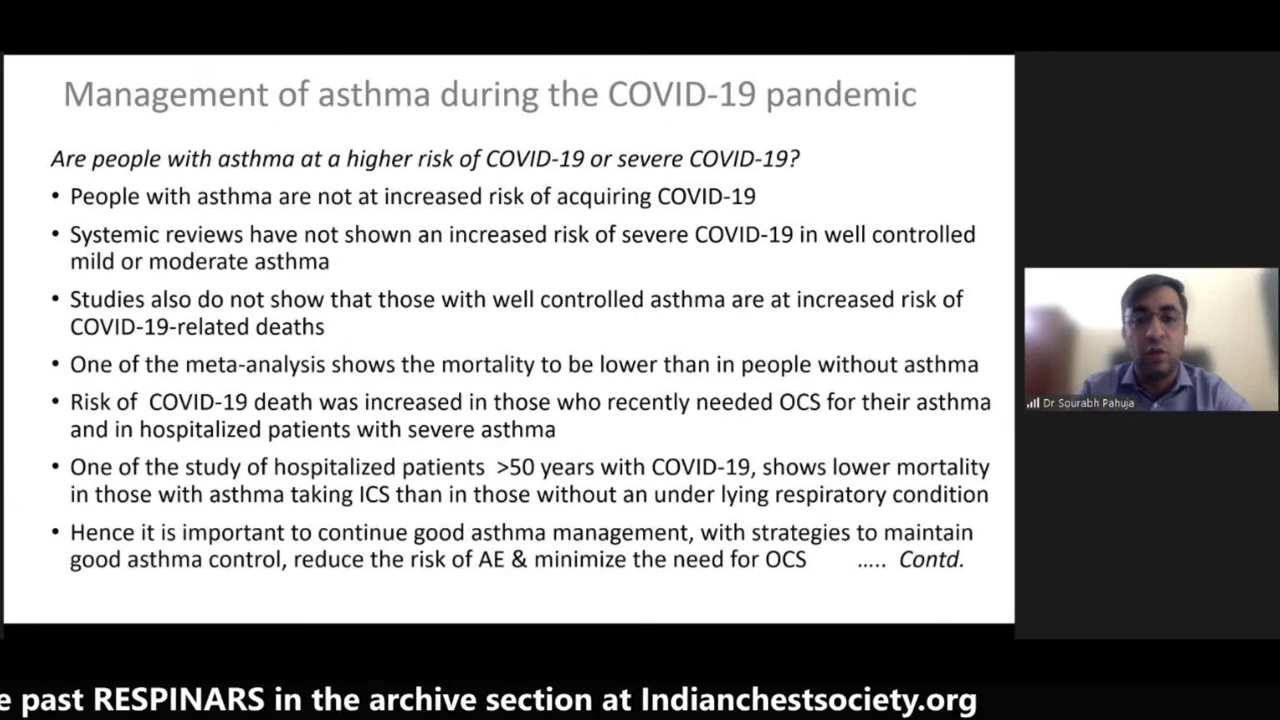 Management of asthma during the COVID-19 pandemic
Are people with asthma at a higher risk of COVID-19 or severe COVID-19?
• People with asthma are not at increased risk of acquiring COVID-19
• Systemic reviews have not shown an increased risk of severe COVID-19 in well controlled
mild or moderate asthma
• Studies also do not show that those with well controlled asthma are at increased risk of
COVID-19-related deaths
• One of the meta-analysis shows the mortality to be lower than in people without asthma
• Risk of COVID-19 death was increased in those who recently needed OCS for their asthma
and in hospitalized patients with severe asthma
• One of the study of hospitalized patients >50 years with COVID-19, shows lower mortality
in those with asthma taking ICS than in those without an under lying respiratory condition
• Hence it is important to continue good asthma management, with strategies to maintain
good asthma control, reduce the risk of AE & minimize the need for OCS ..... Contd.
Dr Sourabh Pahuja
e past RESPINARS in the archive section at Indianchestsociety.org